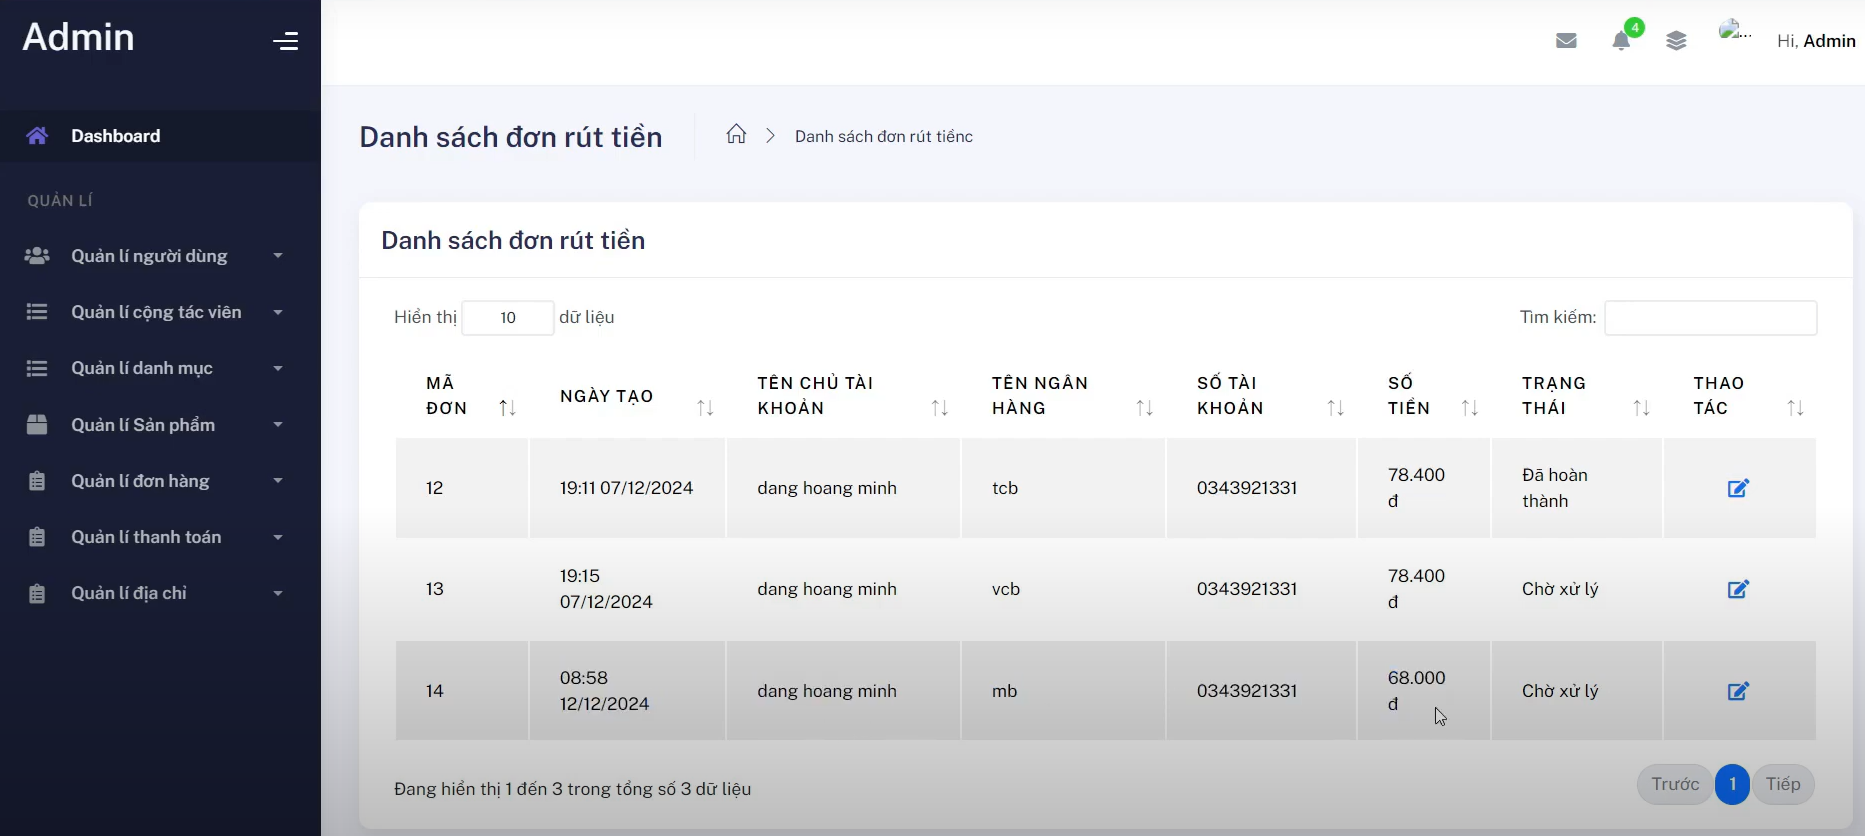 Admin
4
Hi, Admin
Dashboard
QUẢN LÍ
Quản lí người dùng
Quản lí cộng tác viên
Quản lí danh mục
Quản lí Sản phẩm
Quản lí đơn hàng
Quản lí thanh toán
Quản lí địa chỉ
Danh sách đơn rút tiền
Danh sách đơn rút tiềnc
Danh sách đơn rút tiền
Hiển thị 10 dữ liệu
Tìm kiếm:
MÃ ĐƠN NGÀY TẠO TÊN CHỦ TÀI KHOẢN TÊN NGÂN HÀNG SỐ TÀI KHOẢN SỐ TIỀN TRẠNG THÁI THAO TÁC
12 19:11 07/12/2024 dang hoang minh tcb 0343921331 78.400 đ Đã hoàn thành
13 19:15 07/12/2024 dang hoang minh vcb 0343921331 78.400 đ Chờ xử lý
14 08:58 12/12/2024 dang hoang minh mb 0343921331 68.000 đ Chờ xử lý
Đang hiển thị 1 đến 3 trong tổng số 3 dữ liệu
Trước 1 Tiếp